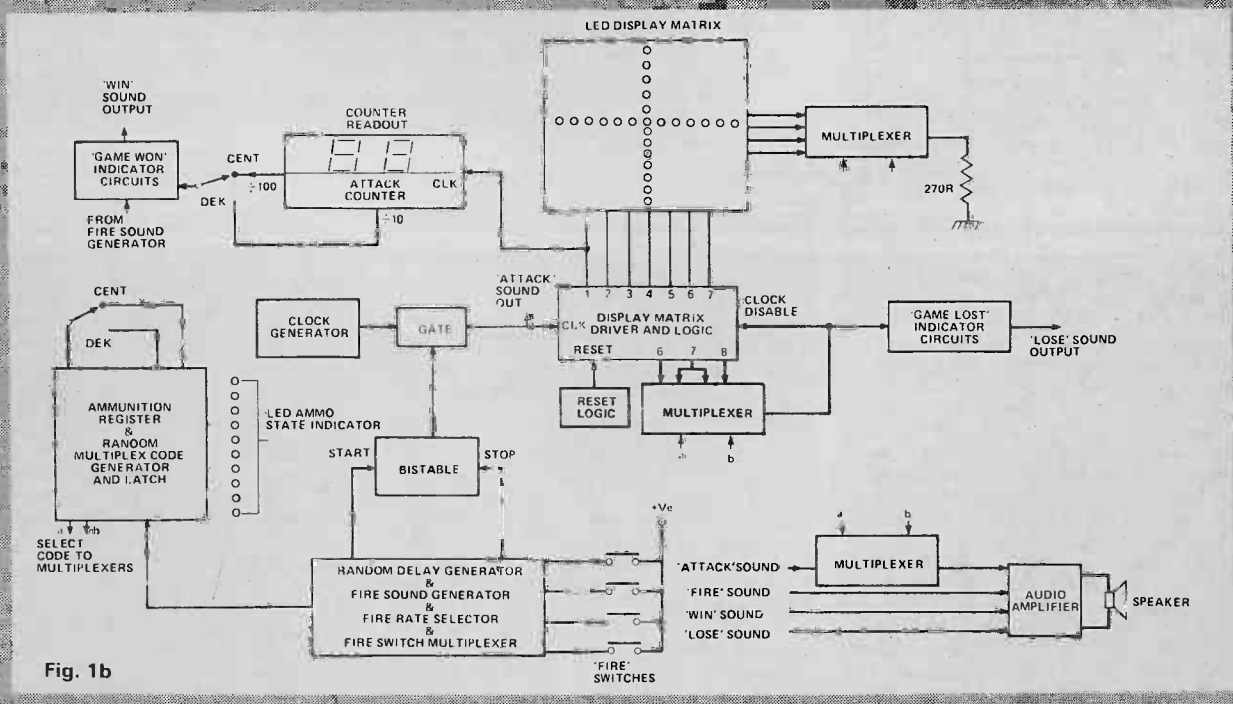 LED DISPLAY MATRIX
'WIN'
SOUND
OUTPUT
COUNTER
READOUT
'GAME WON'
INDICATOR
CIRCUITS
CENT
÷100
DEK
8 8
ATTACK
COUNTER
CLK
÷10
FROM
FIRE SOUND
GENERATOR
MULTIPLEXER
270R
CENT
DEK
CLOCK
GENERATOR
GATE
'ATTACK'
SOUND
OUT
1 2 3 4 5 6 7
DISPLAY MATRIX
DRIVER AND LOGIC
CLK
RESET
6 7 8
CLOCK
DISABLE
'GAME LOST'
INDICATOR
CIRCUITS
'LOSE' SOUND
OUTPUT
RESET
LOGIC
MULTIPLEXER
b
AMMUNITION
REGISTER
&
RANDOM
MULTIPLEX CODE
GENERATOR
AND LATCH
LED AMMO
STATE INDICATOR
START
BISTABLE
STOP
a b
SELECT
CODE TO
MULTIPLEXERS
RANDOM DELAY GENERATOR
&
FIRE SOUND GENERATOR
&
FIRE RATE SELECTOR
&
FIRE SWITCH MULTIPLEXER
+Ve
'FIRE'
SWITCHES
a b
'ATTACK' SOUND
MULTIPLEXER
'FIRE' SOUND
'WIN' SOUND
'LOSE' SOUND
AUDIO
AMPLIFIER
SPEAKER
Fig. 1b